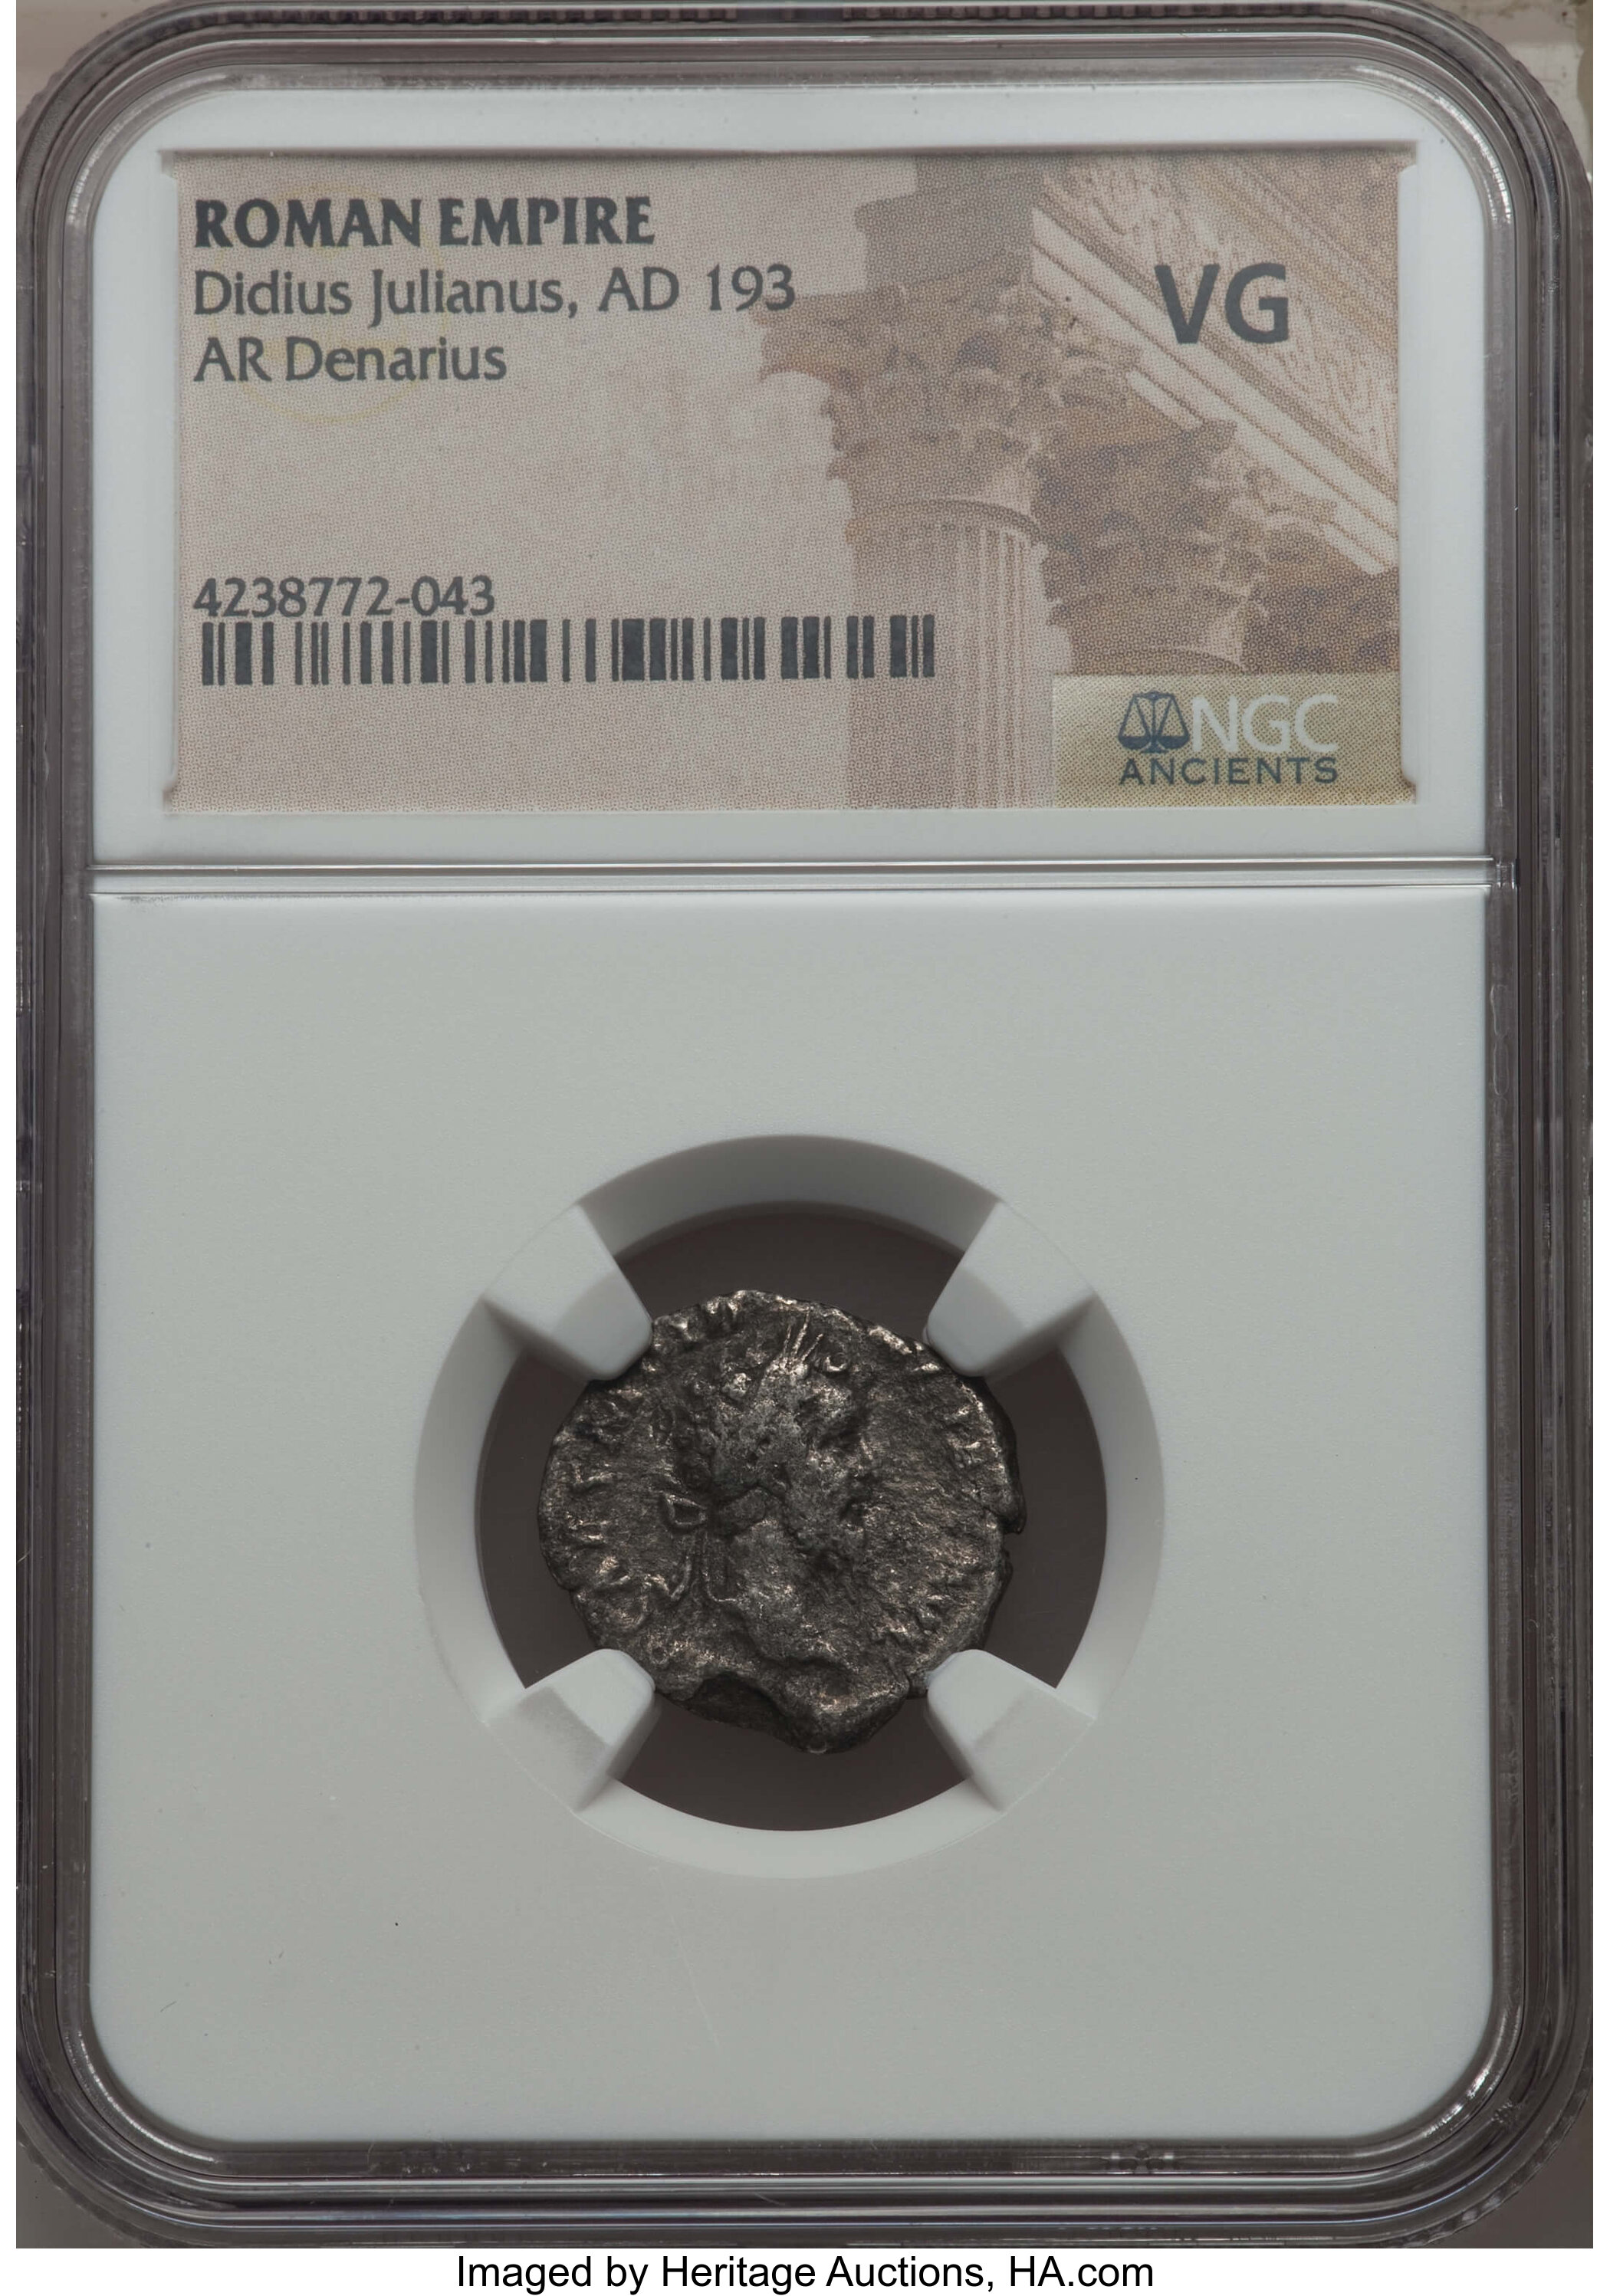 ROMAN EMPIRE
Didius Julianus, AD 193
AR Denarius
VG
4238772-043
NGC
ANCIENTS
Imaged by Heritage Auctions, HA.com